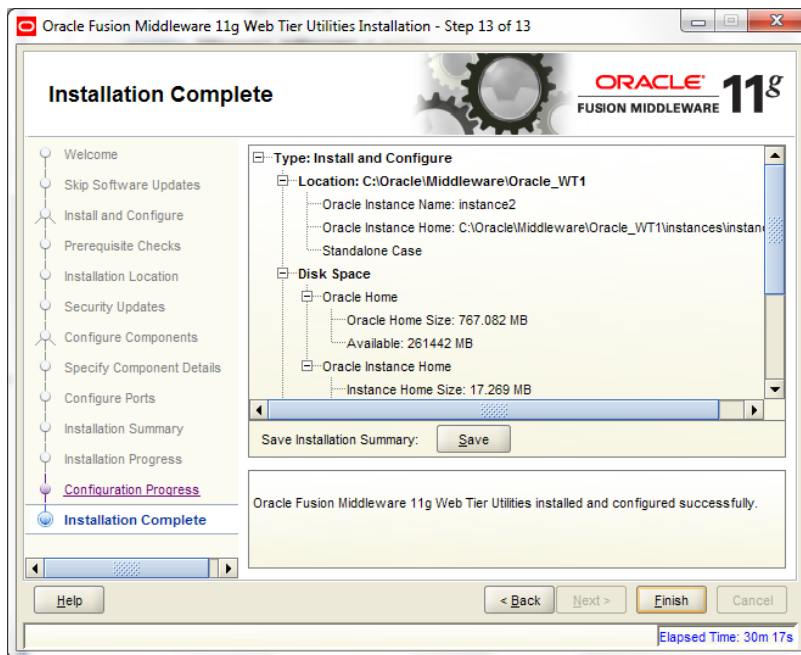 Oracle Fusion Middleware 11g Web Tier Utilities Installation - Step 13 of 13
Installation Complete
ORACLE
FUSION MIDDLEWARE 11g
Welcome
Skip Software Updates
Install and Configure
Prerequisite Checks
Installation Location
Security Updates
Configure Components
Specify Component Details
Configure Ports
Installation Summary
Installation Progress
Configuration Progress
Installation Complete
Type: Install and Configure
Location: C:\Oracle\Middleware\Oracle_WT1
Oracle Instance Name: instance2
Oracle Instance Home: C:\Oracle\Middleware\Oracle_WT1\instances\instan
Standalone Case
Disk Space
Oracle Home
Oracle Home Size: 767.082 MB
Available: 261442 MB
Oracle Instance Home
Instance Home Size: 17.269 MB
Save Installation Summary: Save
Oracle Fusion Middleware 11g Web Tier Utilities installed and configured successfully.
Help < Back Next > Finish Cancel
Elapsed Time: 30m 17s